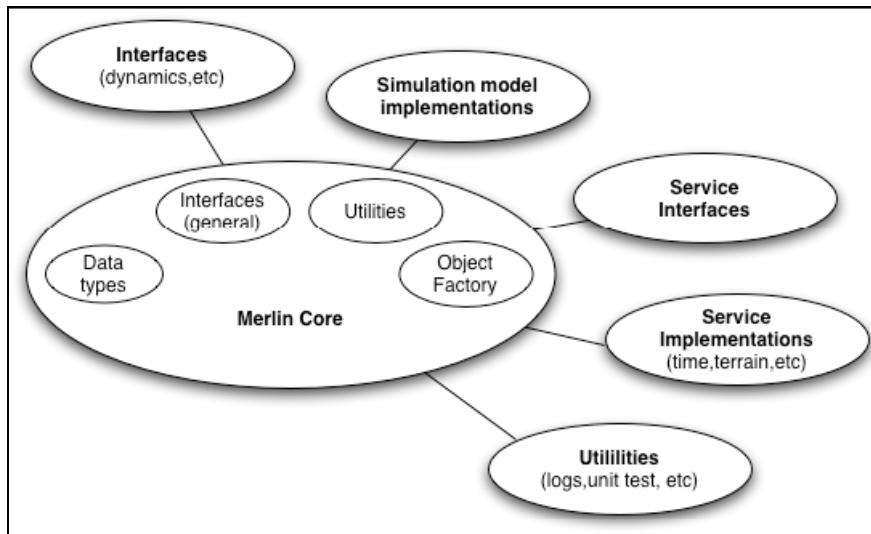 Interfaces
(dynamics,etc)
Simulation model
implementations
Interfaces
(general)
Utilities
Service
Interfaces
Data
types
Object
Factory
Merlin Core
Service
Implementations
(time,terrain,etc)
Utililities
(logs,unit test, etc)